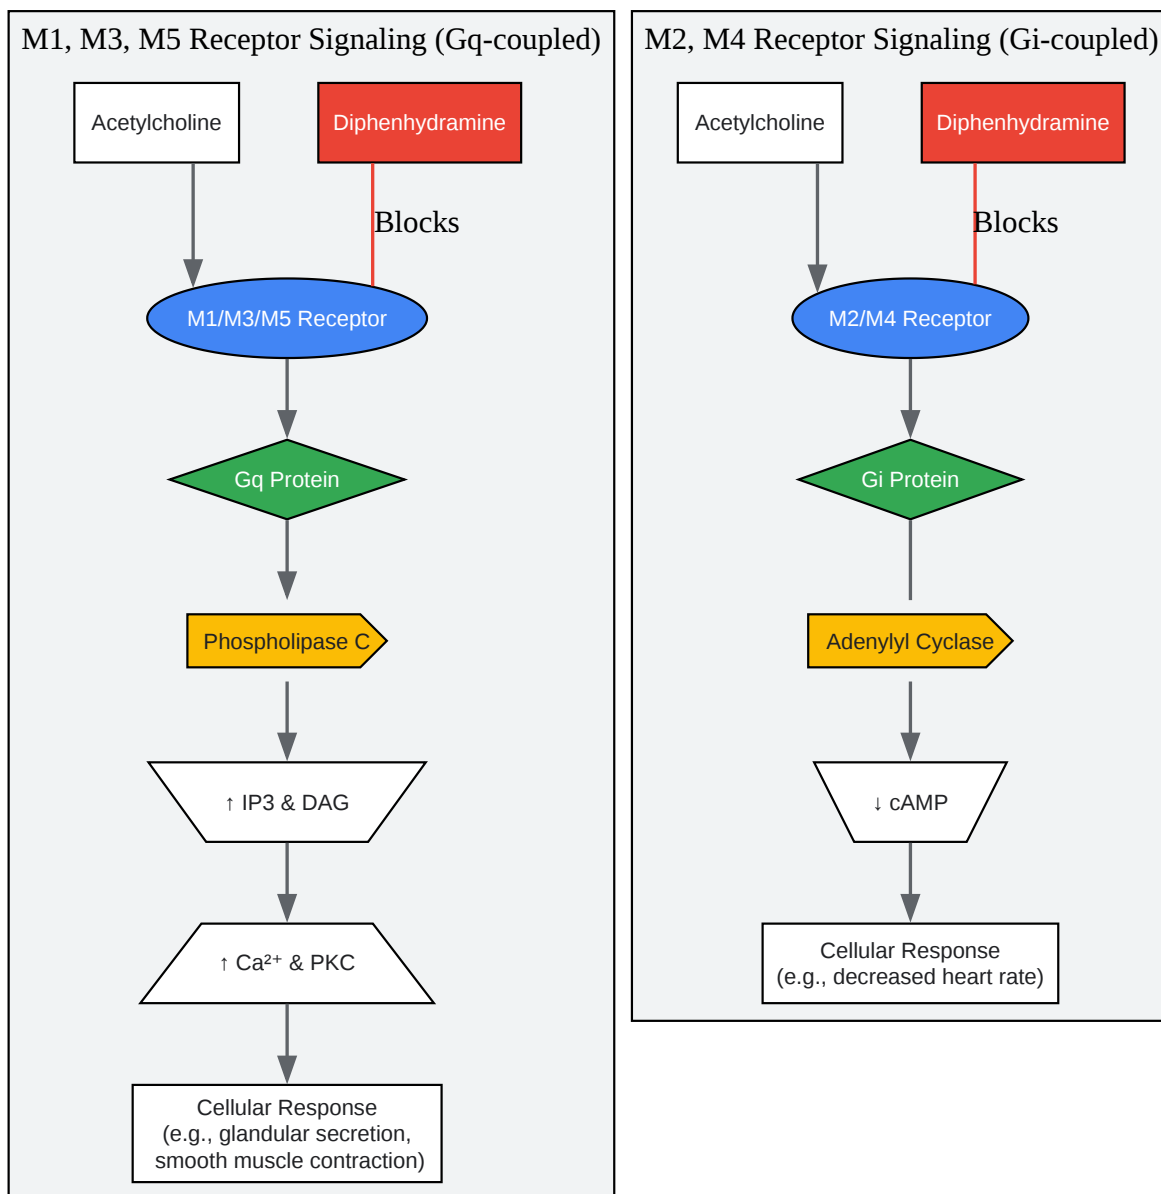 M1, M3, M5 Receptor Signaling (Gq-coupled)
Acetylcholine
Diphenhydramine
Blocks
M1/M3/M5 Receptor
Gq Protein
Phospholipase C
↑ IP3 & DAG
↑ Ca²⁺ & PKC
Cellular Response
(e.g., glandular secretion,
smooth muscle contraction)
M2, M4 Receptor Signaling (Gi-coupled)
Acetylcholine
Diphenhydramine
Blocks
M2/M4 Receptor
Gi Protein
Adenylyl Cyclase
↓ cAMP
Cellular Response
(e.g., decreased heart rate)